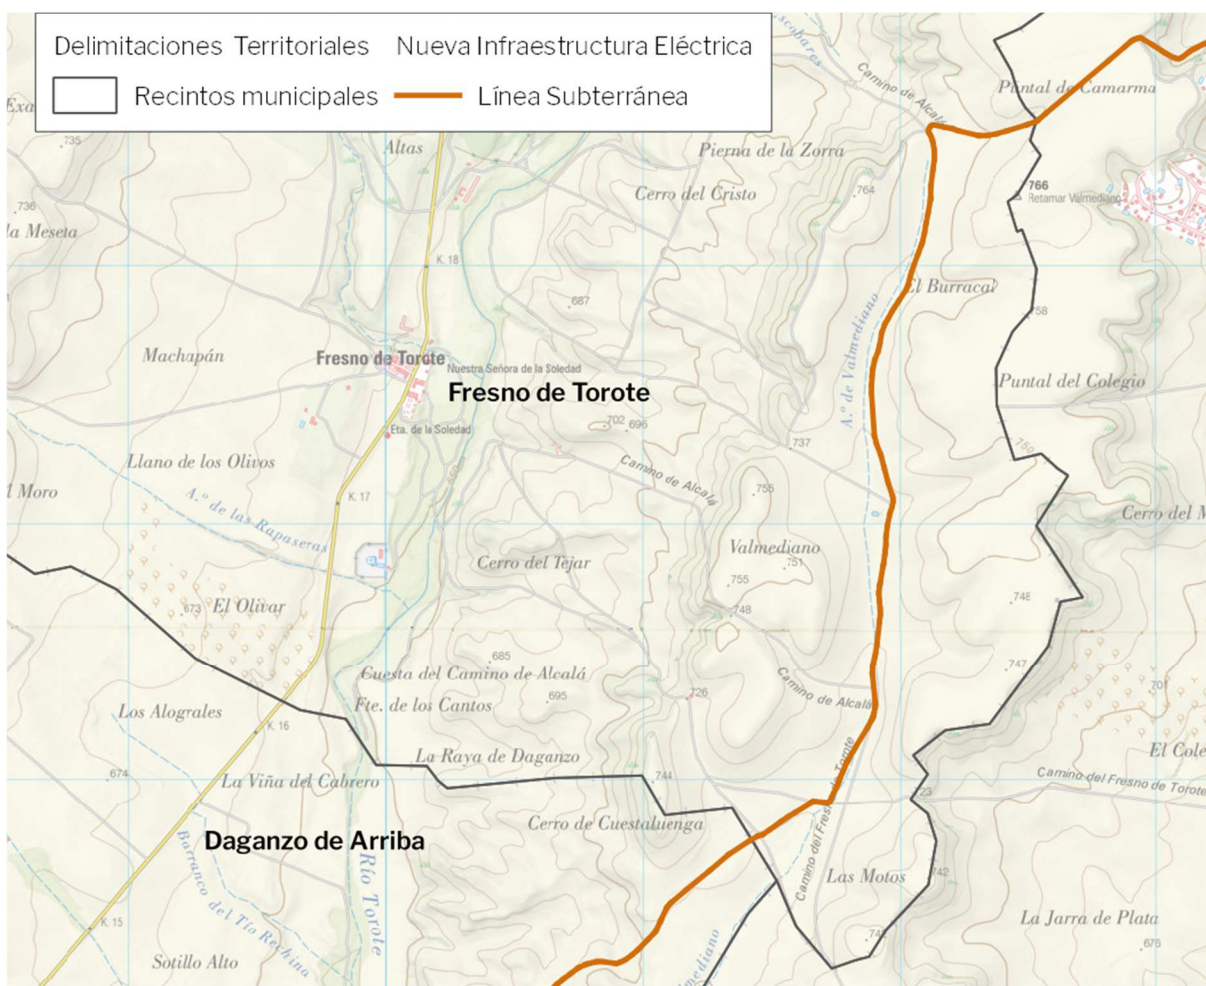 Delimitaciones Territoriales Nueva Infraestructura Eléctrica
Recintos municipales Línea Subterránea
Camino de Alcalá
Puntal de Camarma
735
Altas
Pierna de la Zorra
764
766
Retamar Valmediano
Cerro del Cristo
736
la Meseta
K. 18
687
El Burracal
758
A.º de Valmediano
Machapán
Fresno de Torote
Nuestra Señora de la Soledad
Fresno de Torote
Puntal del Colegio
Eta. de la Soledad
702
696
737
750
650
Llano de los Olivos
Camino de Alcalá
l Moro
K. 17
755
A.º de las Rapaseras
Cerro del M
Valmediano
751
Cerro del Tejar
755
673
El Olivar
748
748
685
747
Cuesta del Camino de Alcalá
695
Camino de Alcalá
726
701
Los Alograles
Fte. de los Cantos
K. 16
El Cole
La Raya de Daganzo
674
La Viña del Cabrero
744
Camino del Fresno de Torote
23
Cerro de Cuestaluenga
Daganzo de Arriba
Camino del Fresno de Torote
Río Torote
Barranco del Tío Rechina
Las Motos
742
K. 15
La Jarra de Plata
675
Sotillo Alto
mediano